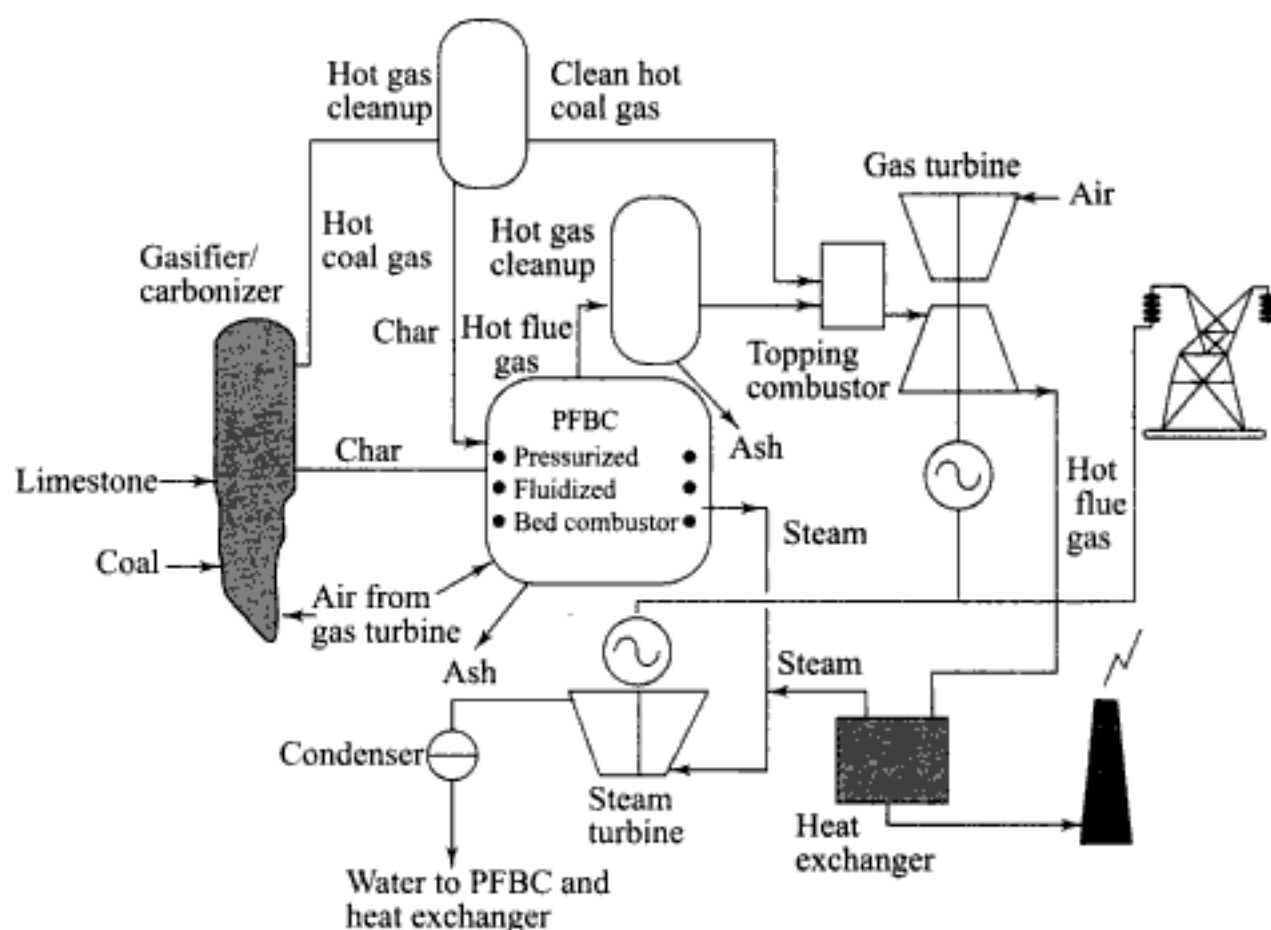 Hot gas
cleanup
Clean hot
coal gas
Gas turbine
Air
Hot
coal gas
Hot gas
cleanup
Gasifier/
carbonizer
Char
Hot flue
gas
Topping
combustor
PFBC
Ash
Char
• Pressurized •
Limestone
• Fluidized •
Hot
flue
gas
• Bed combustor •
Steam
Coal
Air from
gas turbine
Ash
Steam
Condenser
Steam
turbine
Heat
exchanger
Water to PFBC and
heat exchanger